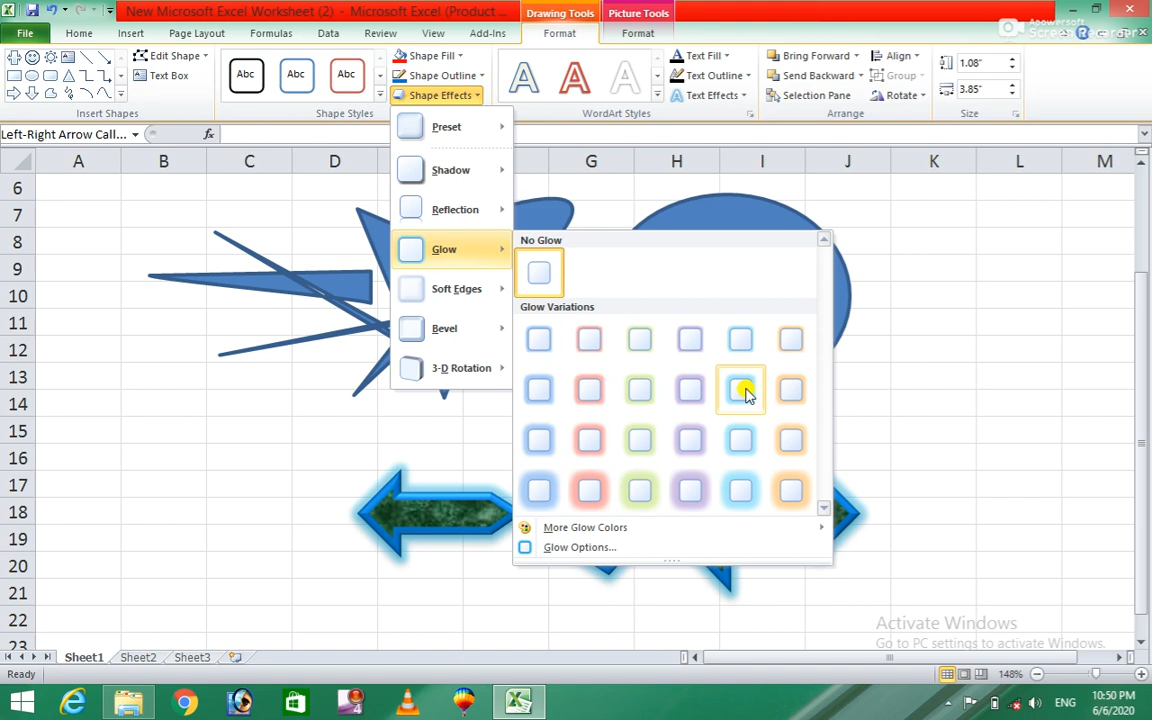 New Microsoft Excel Worksheet (2) - Microsoft Excel (Product ...
Drawing Tools
Picture Tools
File
Home
Insert
Page Layout
Formulas
Data
Review
View
Add-Ins
Format
Format
Apowersoft
Screen Recorder
Edit Shape
Text Box
Abc
Abc
Abc
Shape Fill
Shape Outline
Shape Effects
A
A
A
Text Fill
Text Outline
Text Effects
Bring Forward
Send Backward
Selection Pane
Align
Group
Rotate
1.08"
3.85"
Insert Shapes
Shape Styles
WordArt Styles
Arrange
Size
Left-Right Arrow Call...
fx
A B C D G H I J K L M
6
7
8
9
10
11
12
13
14
15
16
17
18
19
20
21
22
23
Preset
Shadow
Reflection
Glow
Soft Edges
Bevel
3-D Rotation
No Glow
Glow Variations
More Glow Colors
Glow Options...
Activate Windows
Go to PC settings to activate Windows.
Sheet1
Sheet2
Sheet3
Ready
148%
ENG
10:50 PM
6/6/2020